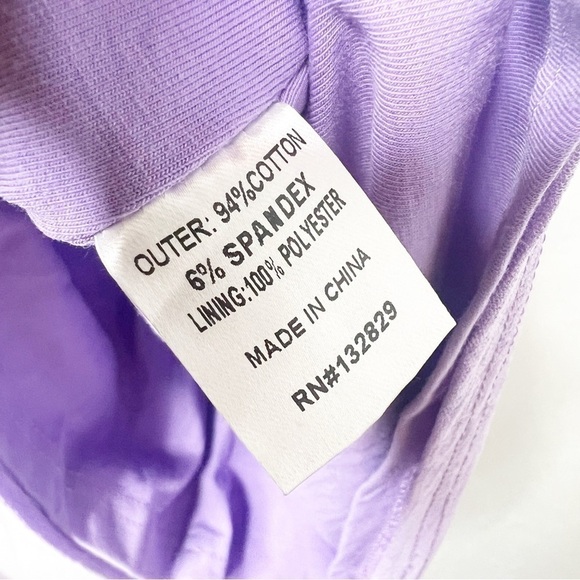 OUTER: 94%COTTON
6% SPANDEX
LINING:100% POLYESTER
MADE IN CHINA
RN#132829